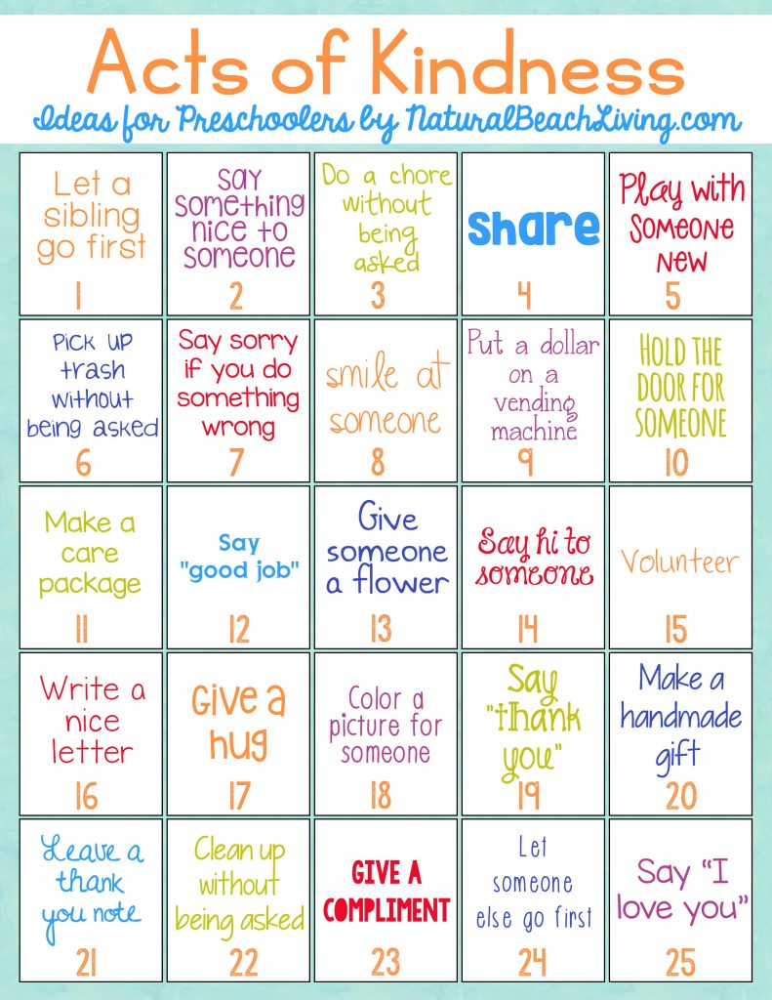 Acts of Kindness
Ideas for Preschoolers by NaturalBeachLiving.com
Let a
sibling
go first
1
say
something
nice to
someone
2
Do a chore
without
being
asked
3
share
4
Play with
someone
new
5
Pick up
trash
without
being asked
6
Say sorry
if you do
something
wrong
7
smile at
someone
8
Put a dollar
on a
vending
machine
9
HOLD THE
DOOR FOR
SOMEONE
10
Make a
care
package
11
Say
"good job"
12
Give
someone
a flower
13
Say hi to
someone
14
Volunteer
15
Write a
nice
letter
16
Give a
hug
17
Color a
picture for
someone
18
Say
"thank
you"
19
Make a
handmade
gift
20
Leave a
thank
you note
21
Clean up
without
being asked
22
GIVE A
COMPLIMENT
23
Let
someone
else go first
24
Say "I
love you"
25